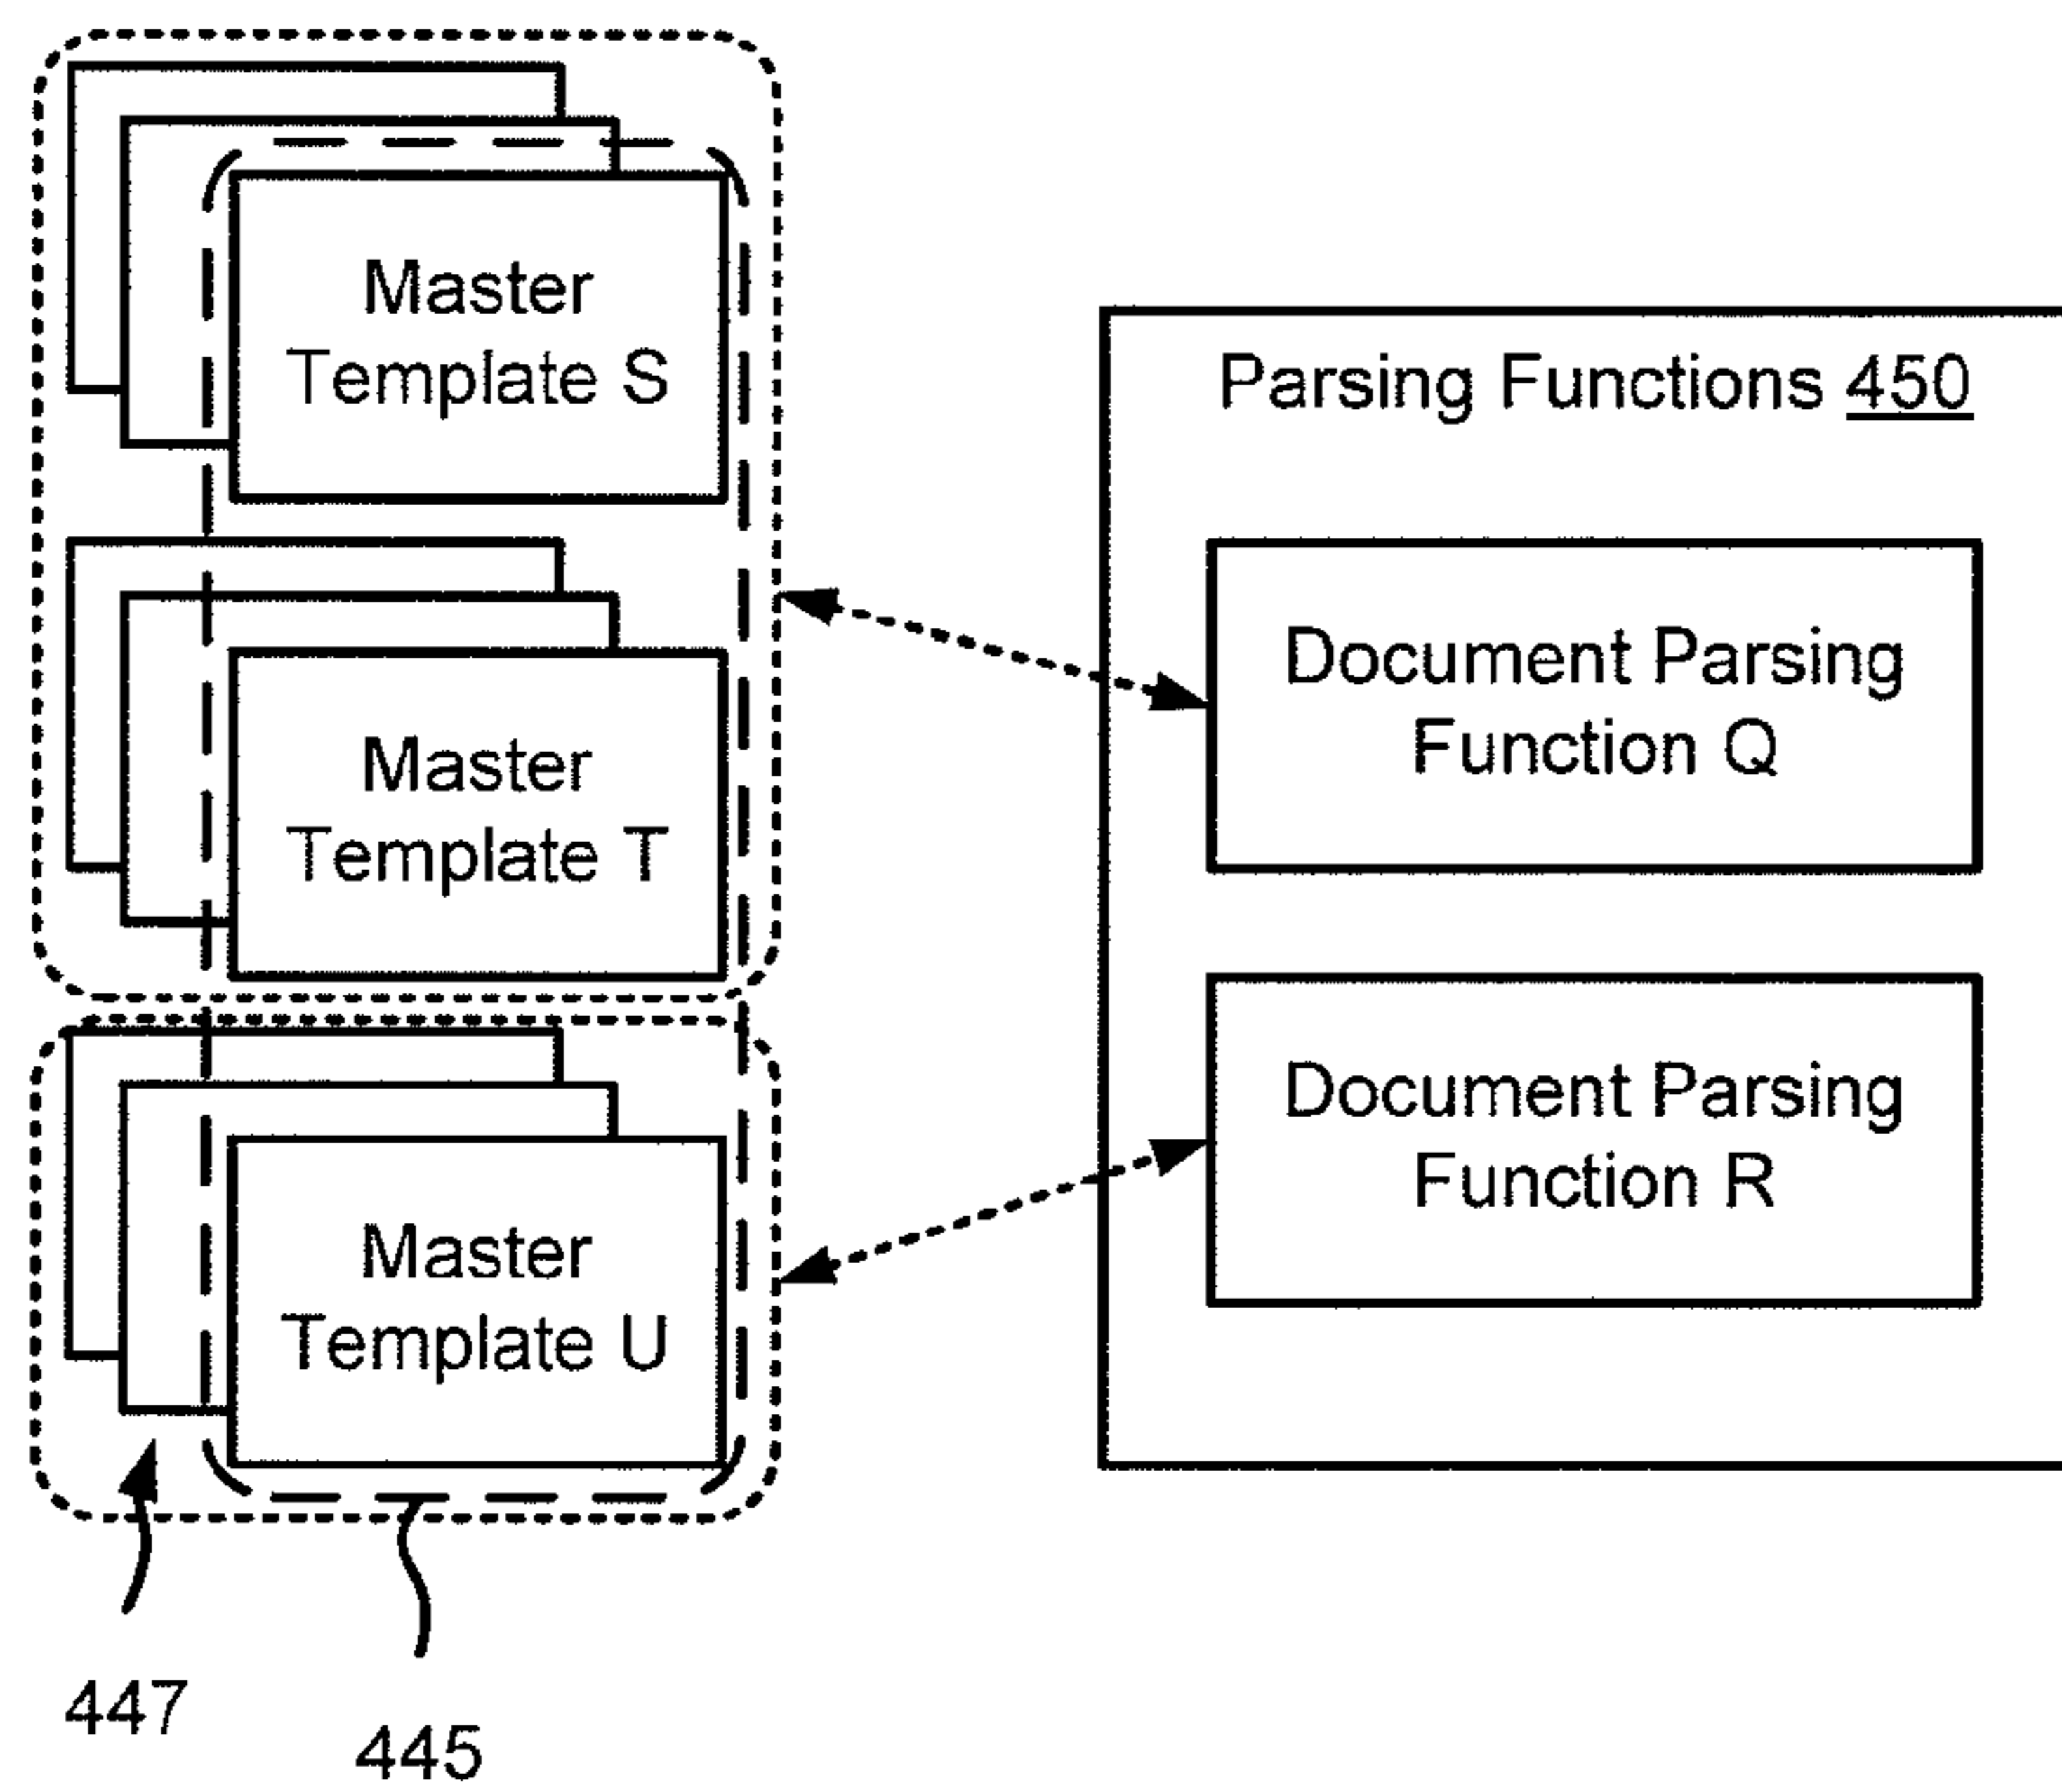 Master
Template S
Master
Template T
Master
Template U
447
445
Parsing Functions 450
Document Parsing
Function Q
Document Parsing
Function R